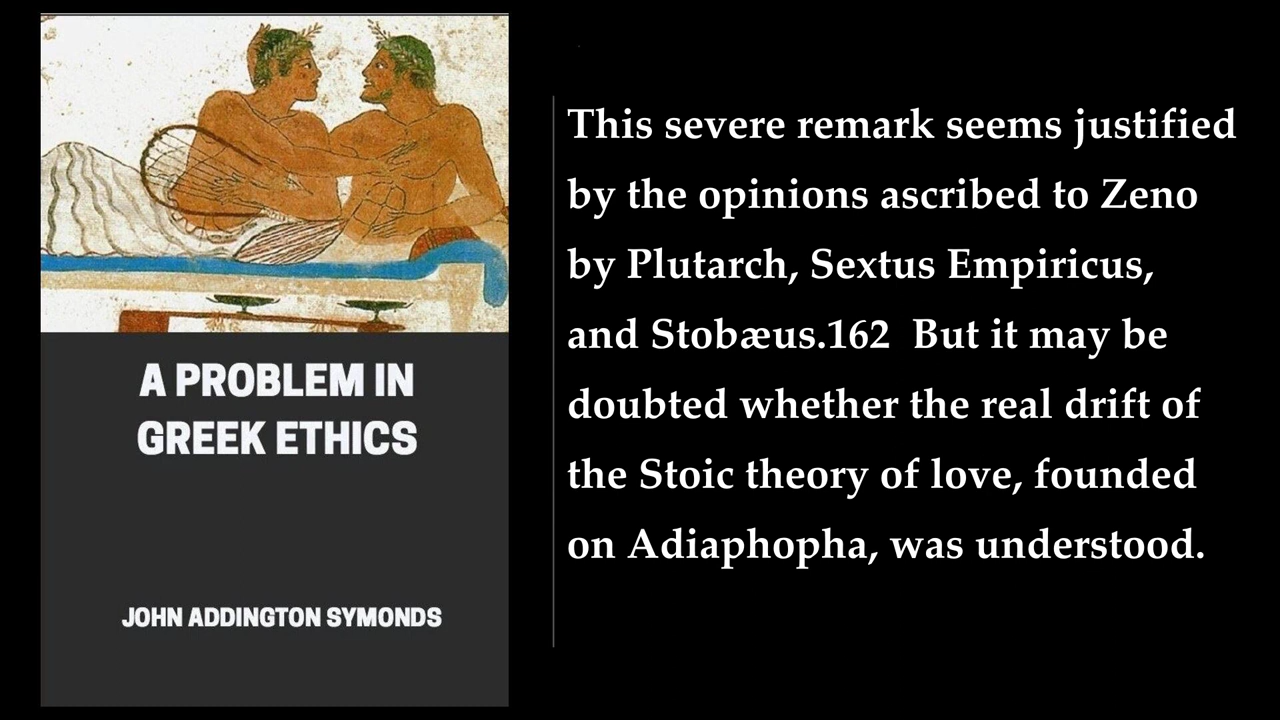 A PROBLEM IN
GREEK ETHICS
JOHN ADDINGTON SYMONDS
This severe remark seems justified
by the opinions ascribed to Zeno
by Plutarch, Sextus Empiricus,
and Stobæus.162 But it may be
doubted whether the real drift of
the Stoic theory of love, founded
on Adiaphopha, was understood.